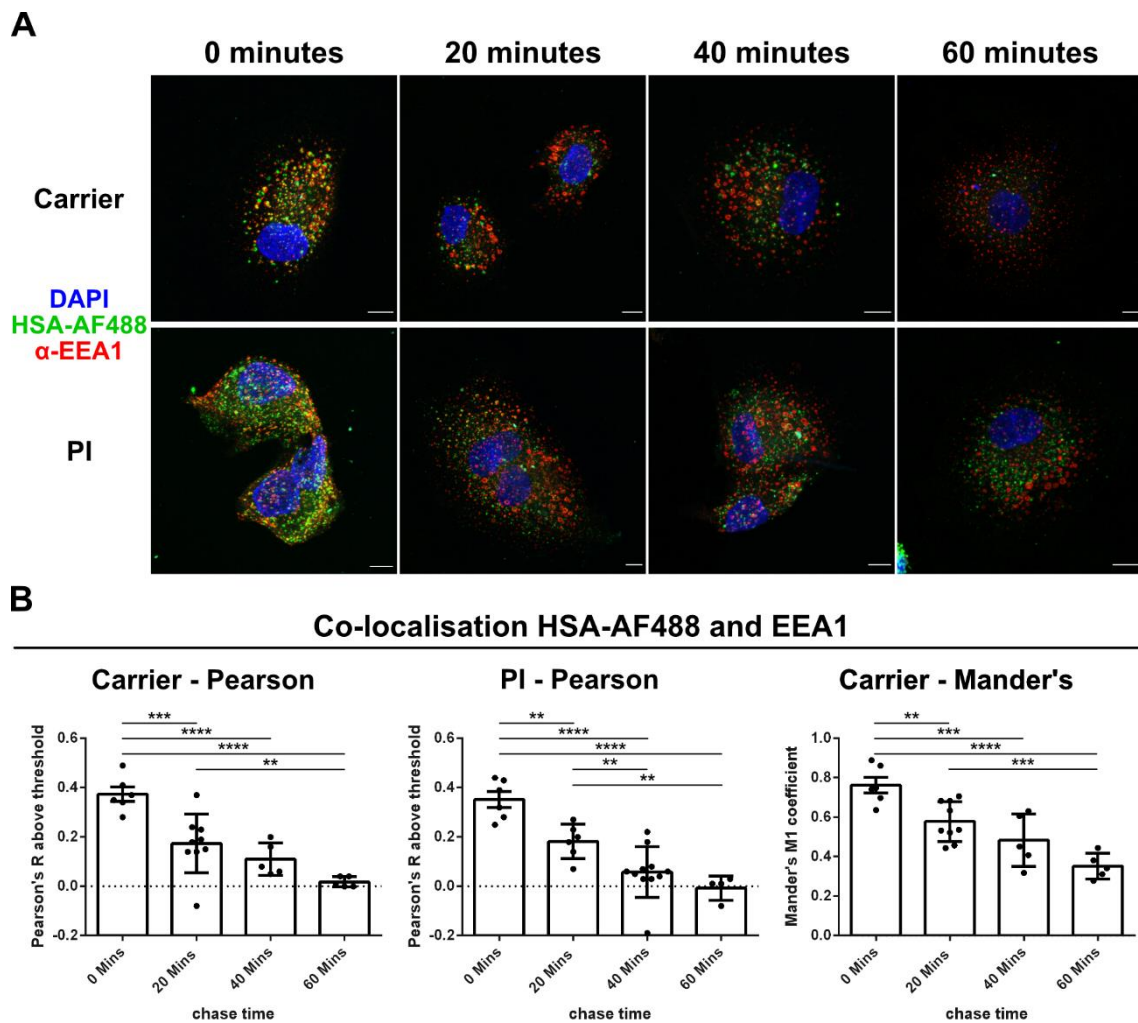 A
0 minutes
20 minutes
40 minutes
60 minutes
Carrier
DAPI
HSA-AF488
α-EEA1
PI
B
Co-localisation HSA-AF488 and EEA1
Carrier - Pearson
***
****
****
**
Pearson's R above threshold
0.6
0.4
0.2
0.0
-0.2
0 Mins
20 Mins
40 Mins
60 Mins
chase time
PI - Pearson
**
****
****
**
**
Pearson's R above threshold
0.6
0.4
0.2
0.0
-0.2
0 Mins
20 Mins
40 Mins
60 Mins
chase time
Carrier - Mander's
**
***
****
***
Mander's M1 coefficient
1.0
0.8
0.6
0.4
0.2
0.0
0 Mins
20 Mins
40 Mins
60 Mins
chase time